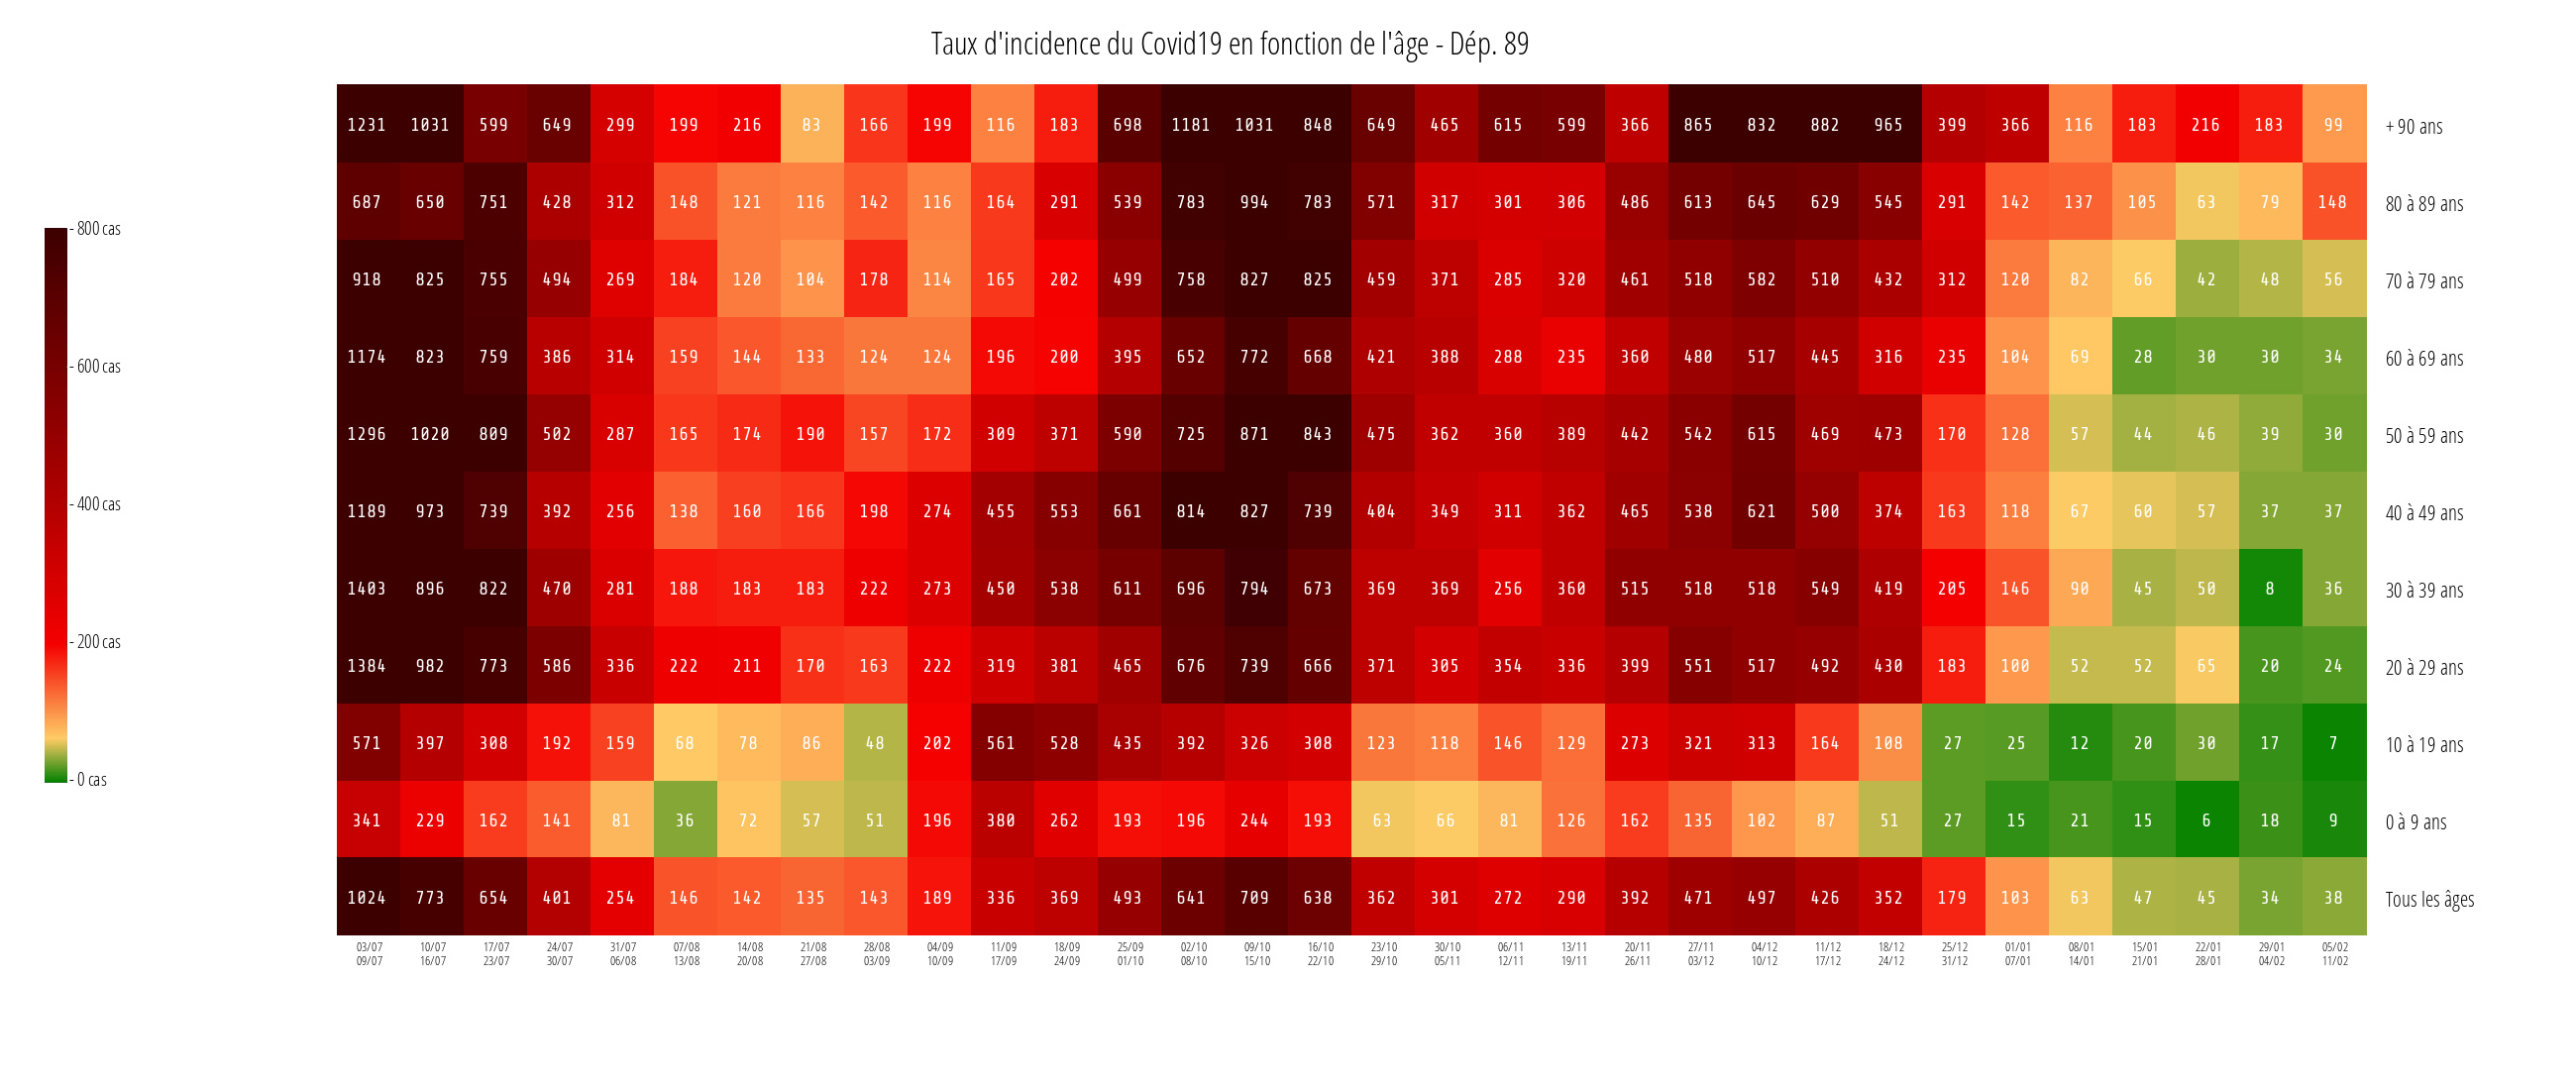 Taux d'incidence du Covid19 en fonction de l'âge - Dép. 89
1231 1031 599 649 299 199 216 83 166 199 116 183 698 1181 1031 848 649 465 615 599 366 865 832 882 965 399 366 116 183 216 183 99 + 90 ans
687 650 751 428 312 148 121 116 142 116 164 291 539 783 994 783 571 317 301 306 486 613 645 629 545 291 142 137 105 63 79 148 80 à 89 ans
918 825 755 494 269 184 120 104 178 114 165 202 499 758 827 825 459 371 285 320 461 518 582 510 432 312 120 82 66 42 48 56 70 à 79 ans
1174 823 759 386 314 159 144 133 124 124 196 200 395 652 772 668 421 388 288 235 360 480 517 445 316 235 104 69 28 30 30 34 60 à 69 ans
1296 1020 809 502 287 165 174 190 157 172 309 371 590 725 871 843 475 362 360 389 442 542 615 469 473 170 128 57 44 46 39 30 50 à 59 ans
1189 973 739 392 256 138 160 166 198 274 455 553 661 814 827 739 404 349 311 362 465 538 621 500 374 163 118 67 60 57 37 37 40 à 49 ans
1403 896 822 470 281 188 183 183 222 273 450 538 611 696 794 673 369 369 256 360 515 518 518 549 419 205 146 90 45 50 8 36 30 à 39 ans
1384 982 773 586 336 222 211 170 163 222 319 381 465 676 739 666 371 305 354 336 399 551 517 492 430 183 100 52 52 65 20 24 20 à 29 ans
571 397 308 192 159 68 78 86 48 202 561 528 435 392 326 308 123 118 146 129 273 321 313 164 108 27 25 12 20 30 17 7 10 à 19 ans
341 229 162 141 81 36 72 57 51 196 380 262 193 196 244 193 63 66 81 126 162 135 102 87 51 27 15 21 15 6 18 9 0 à 9 ans
1024 773 654 401 254 146 142 135 143 189 336 369 493 641 709 638 362 301 272 290 392 471 497 426 352 179 103 63 47 45 34 38 Tous les âges
03/07 10/07 17/07 24/07 31/07 07/08 14/08 21/08 28/08 04/09 11/09 18/09 25/09 02/10 09/10 16/10 23/10 30/10 06/11 13/11 20/11 27/11 04/12 11/12 18/12 25/12 01/01 08/01 15/01 22/01 29/01 05/02
09/07 16/07 23/07 30/07 06/08 13/08 20/08 27/08 03/09 10/09 17/09 24/09 01/10 08/10 15/10 22/10 29/10 05/11 12/11 19/11 26/11 03/12 10/12 17/12 24/12 31/12 07/01 14/01 21/01 28/01 04/02 11/02
- 800 cas
- 600 cas
- 400 cas
- 200 cas
- 0 cas